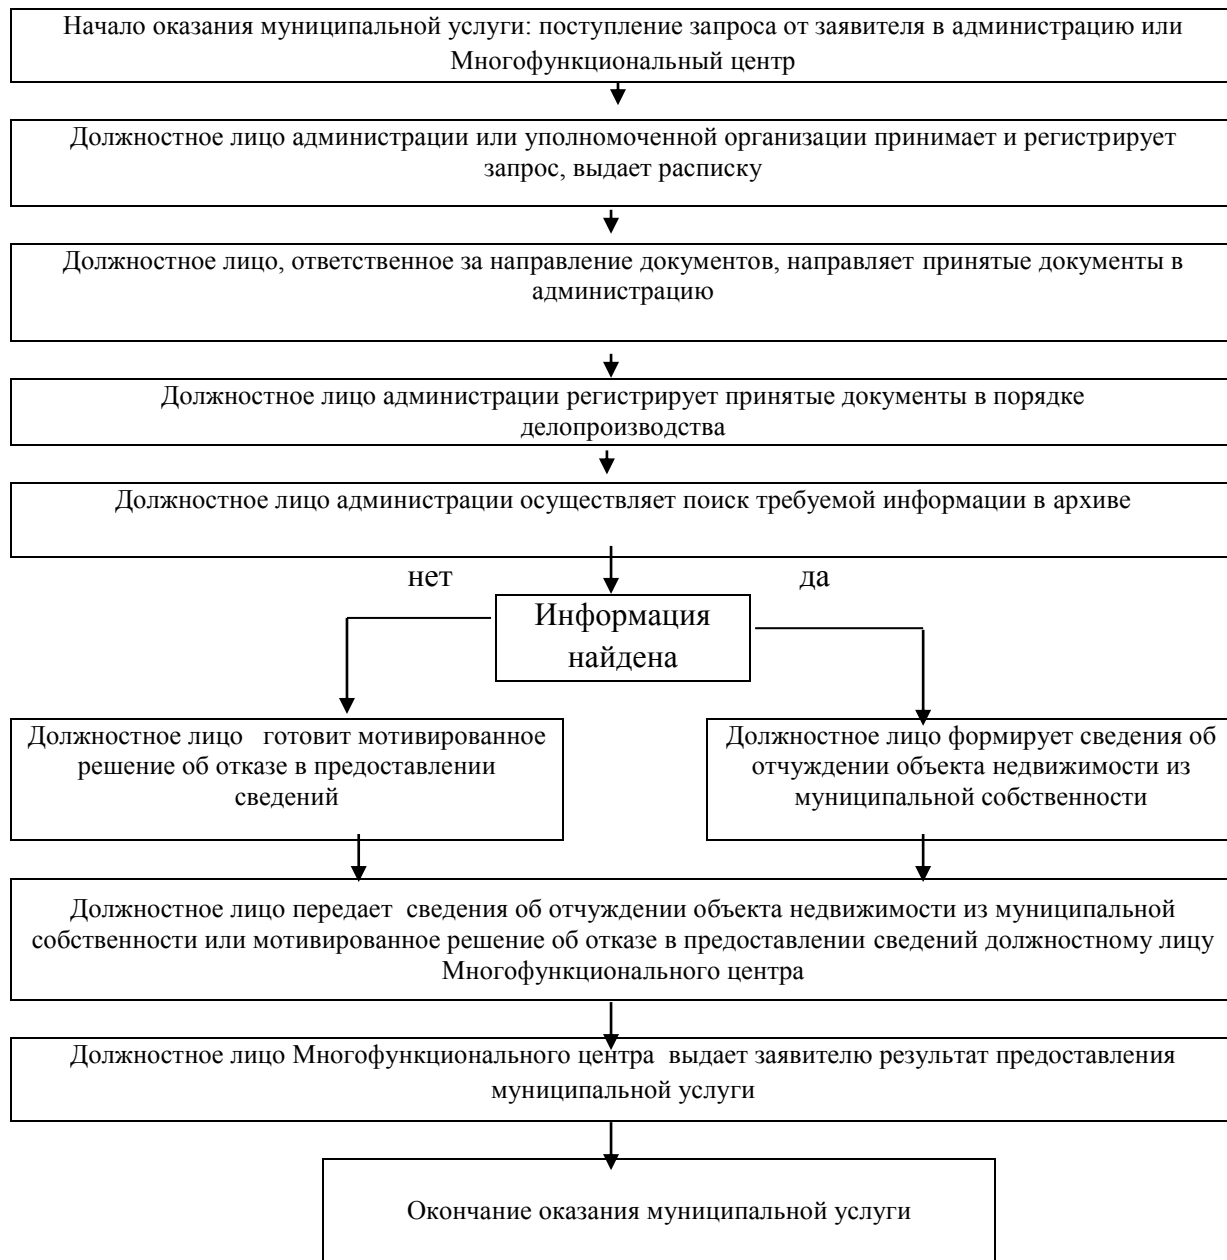 Начало оказания муниципальной услуги: поступление запроса от заявителя в администрацию или
Многофункциональный центр
Должностное лицо администрации или уполномоченной организации принимает и регистрирует
запрос, выдает расписку
Должностное лицо, ответственное за направление документов, направляет принятые документы в
администрацию
Должностное лицо администрации регистрирует принятые документы в порядке
делопроизводства
Должностное лицо администрации осуществляет поиск требуемой информации в архиве
нет
да
Информация
найдена
Должностное лицо готовит мотивированное
решение об отказе в предоставлении
сведений
Должностное лицо формирует сведения об
отчуждении объекта недвижимости из
муниципальной собственности
Должностное лицо передает сведения об отчуждении объекта недвижимости из муниципальной
собственности или мотивированное решение об отказе в предоставлении сведений должностному лицу
Многофункционального центра
Должностное лицо Многофункционального центра выдает заявителю результат предоставления
муниципальной услуги
Окончание оказания муниципальной услуги